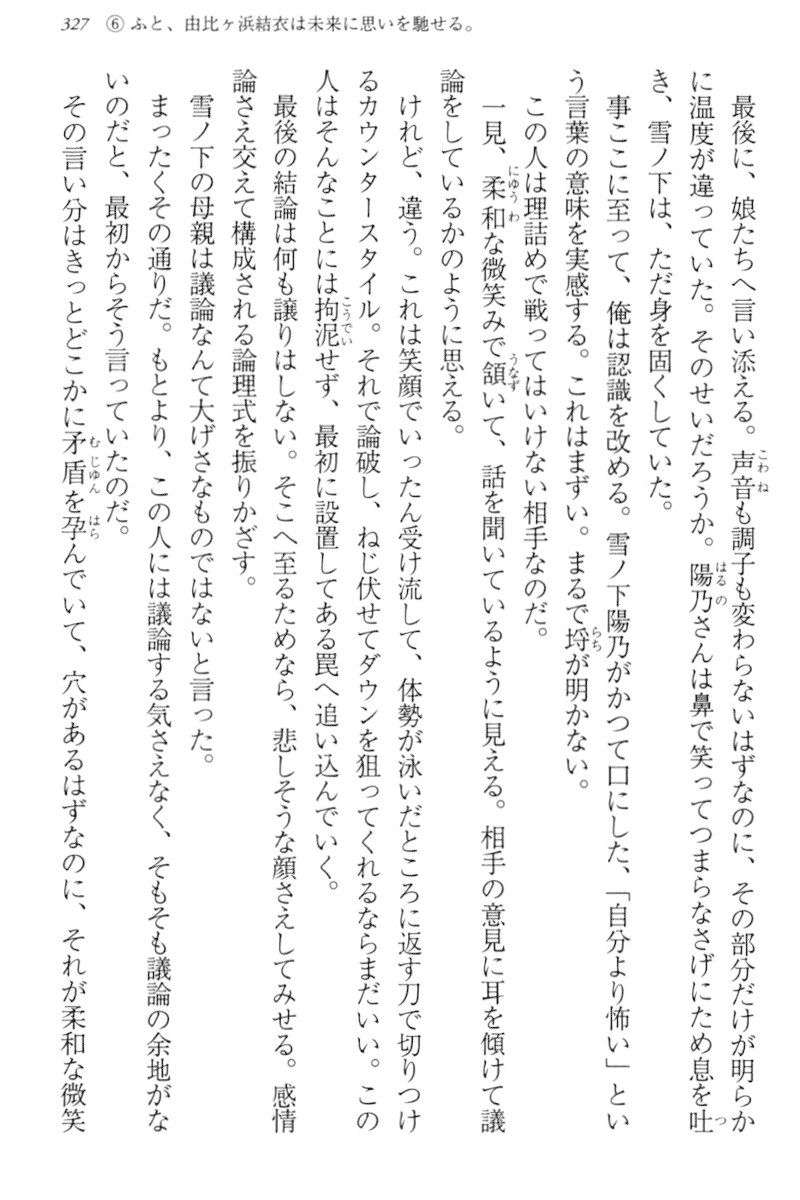 327 ⑥ ふと、由比ヶ浜結衣は未来に思いを馳せる。
最後に、娘たちへ言い添える。声音も調子も変わらないはずなのに、その部分だけが明らか
に温度が違っていた。そのせいだろうか。陽乃さんは鼻で笑ってつまらなさげにため息を吐
き、雪ノ下は、ただ身を固くしていた。
事ここに至って、俺は認識を改める。雪ノ下陽乃がかつて口にした、「自分より怖い」とい
う言葉の意味を実感する。これはまずい。まるで埒が明かない。
この人は理詰めで戦ってはいけない相手なのだ。
一見、柔和な微笑みで頷いて、話を聞いているように見える。相手の意見に耳を傾けて議
論をしているかのように思える。
けれど、違う。これは笑顔でいったん受け流して、体勢が泳いだところに返す刀で切りつけ
るカウンタースタイル。それで論破し、ねじ伏せてダウンを狙ってくれるならまだいい。この
人はそんなことには拘泥せず、最初に設置してある罠へ追い込んでいく。
最後の結論は何も譲りはしない。そこへ至るためなら、悲しそうな顔さえしてみせる。感情
論さえ交えて構成される論理式を振りかざす。
雪ノ下の母親は議論なんて大げさなものではないと言った。
まったくその通りだ。もとより、この人には議論する気さえなく、そもそも議論の余地がな
いのだと、最初からそう言っていたのだ。
その言い分はきっとどこかに矛盾を孕んでいて、穴があるはずなのに、それが柔和な微笑